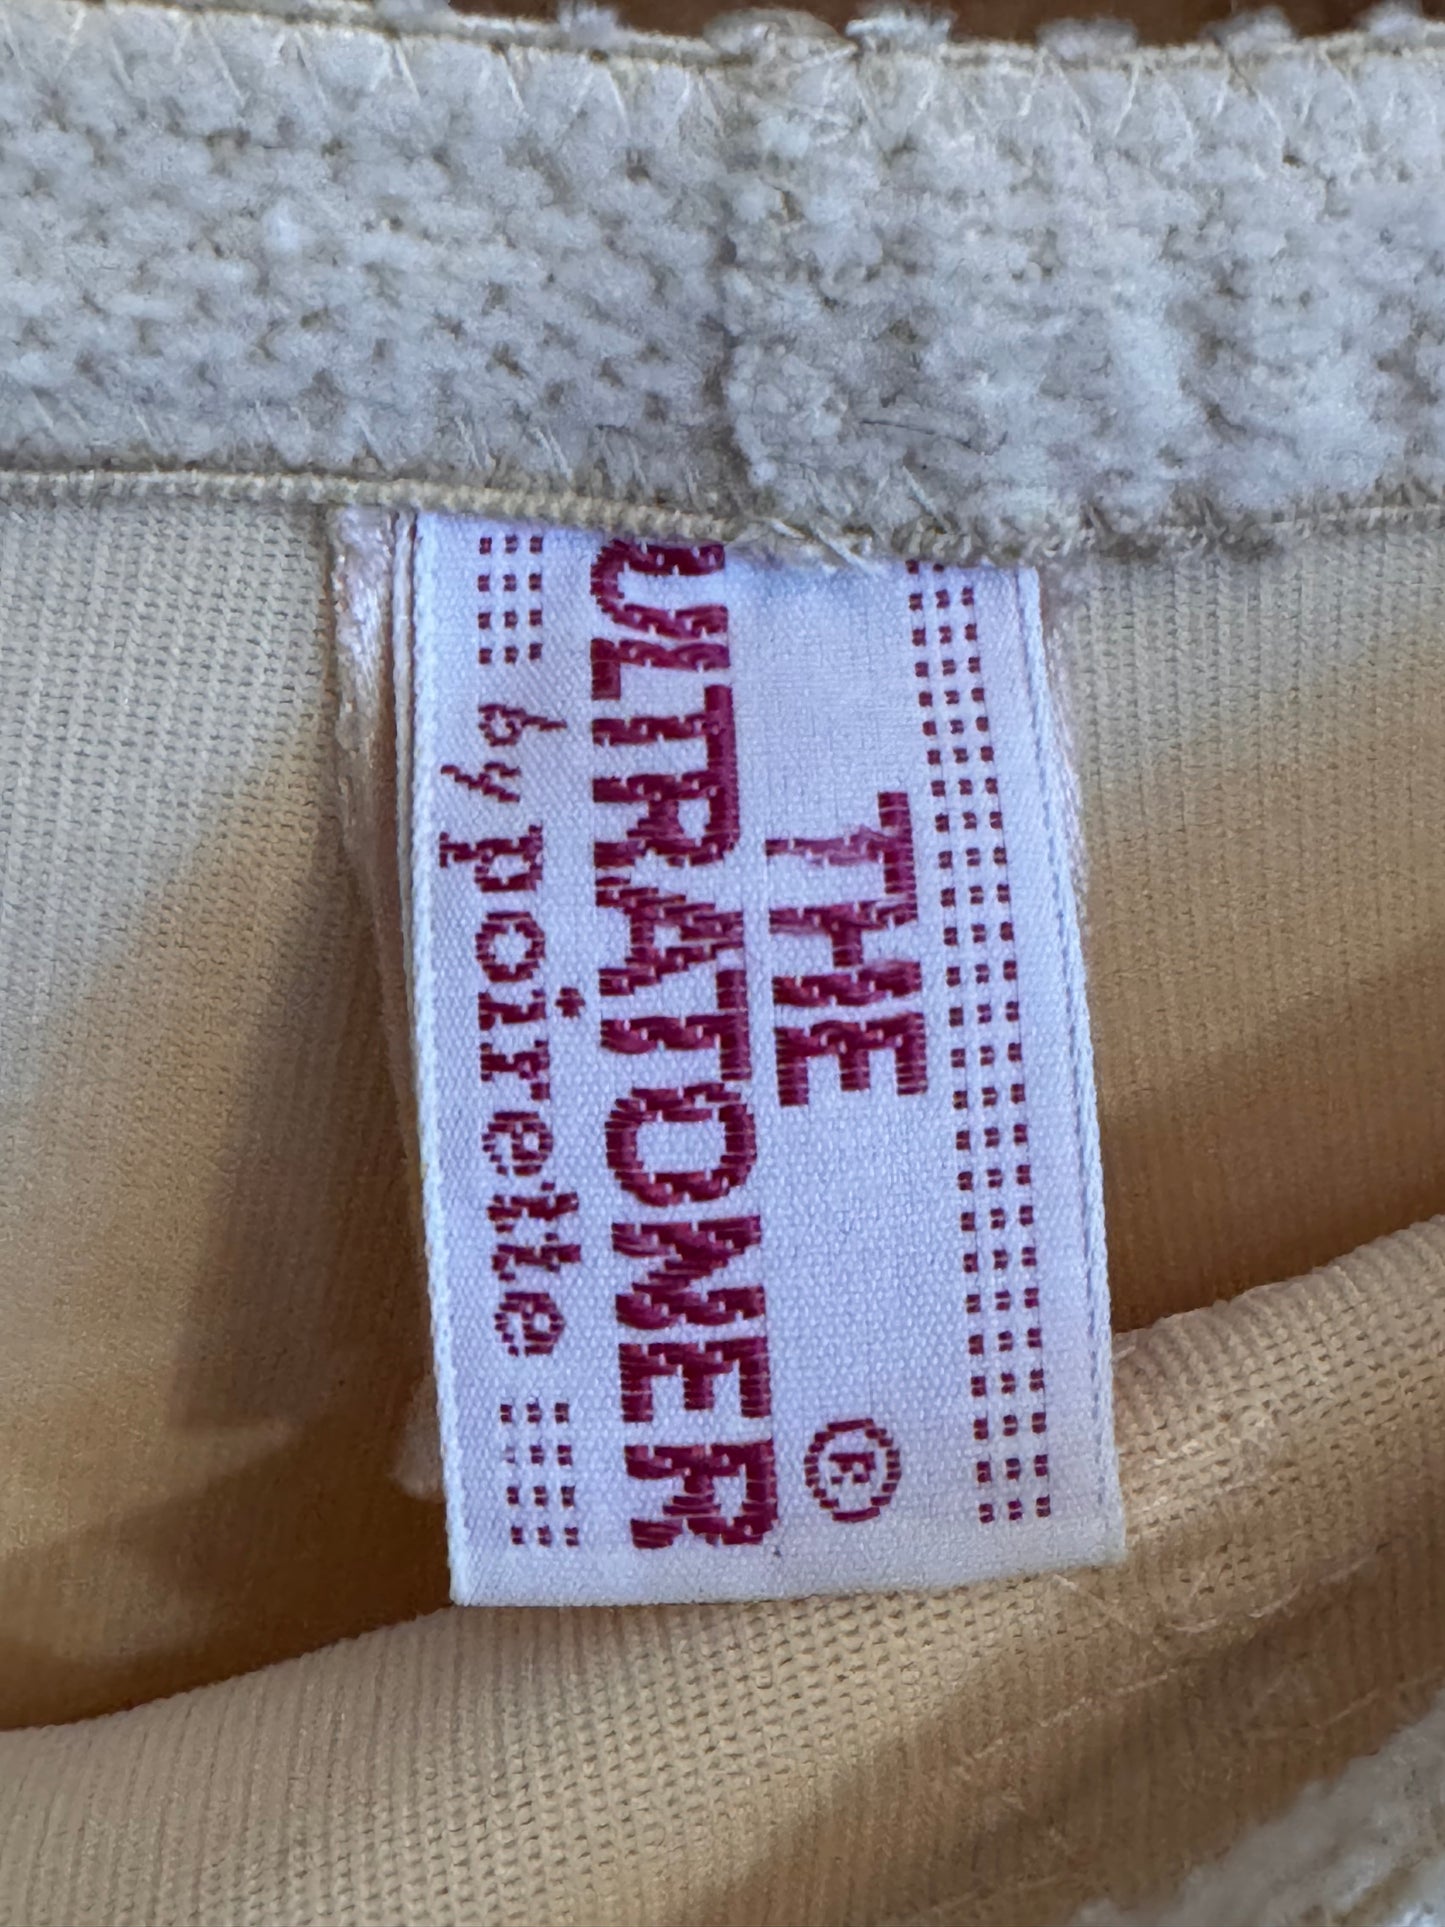 THE
ULTRATONER ®
by poirette